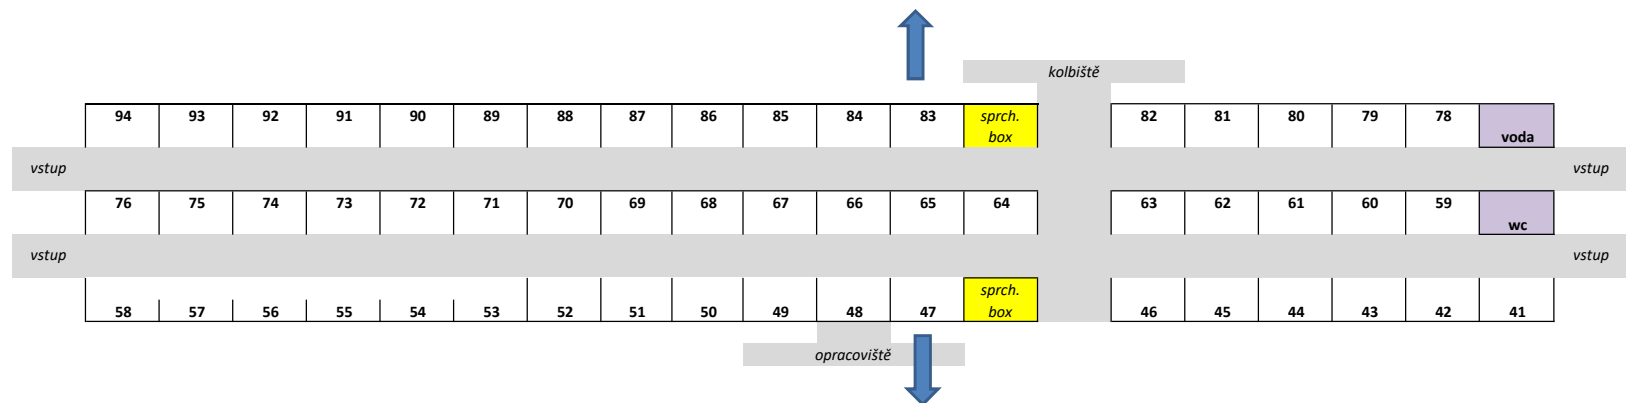 kolbiště
94 93 92 91 90 89 88 87 86 85 84 83 sprch. 82 81 80 79 78
box voda
vstup vstup
76 75 74 73 72 71 70 69 68 67 66 65 64 63 62 61 60 59
wc
vstup vstup
sprch.
58 57 56 55 54 53 52 51 50 49 48 47 box 46 45 44 43 42 41
opracoviště